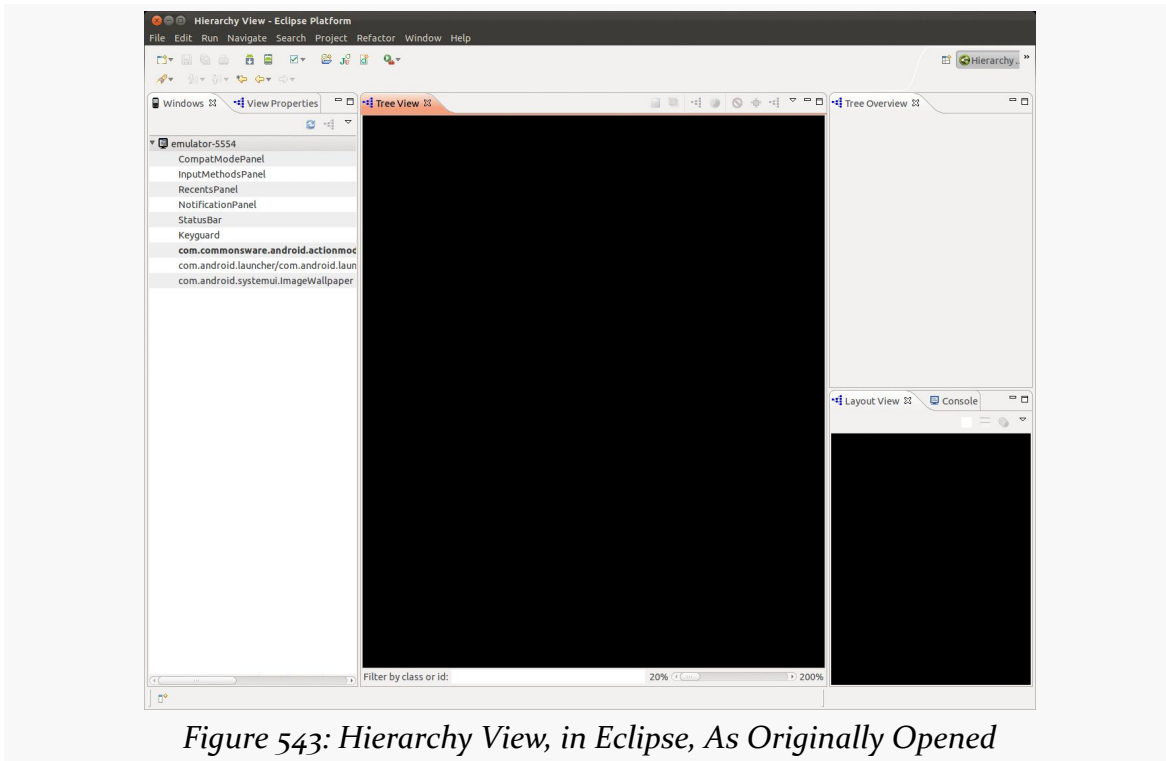 Hierarchy View - Eclipse Platform
File Edit Run Navigate Search Project Refactor Window Help
Hierarchy..
Windows View Properties
Tree View
Tree Overview
emulator-5554
CompatModePanel
InputMethodsPanel
RecentsPanel
NotificationPanel
StatusBar
Keyguard
com.commonsware.android.actionmod
com.android.launcher/com.android.laun
com.android.systemui.ImageWallpaper
Layout View Console
Filter by class or id: 20% 200%
Figure 543: Hierarchy View, in Eclipse, As Originally Opened